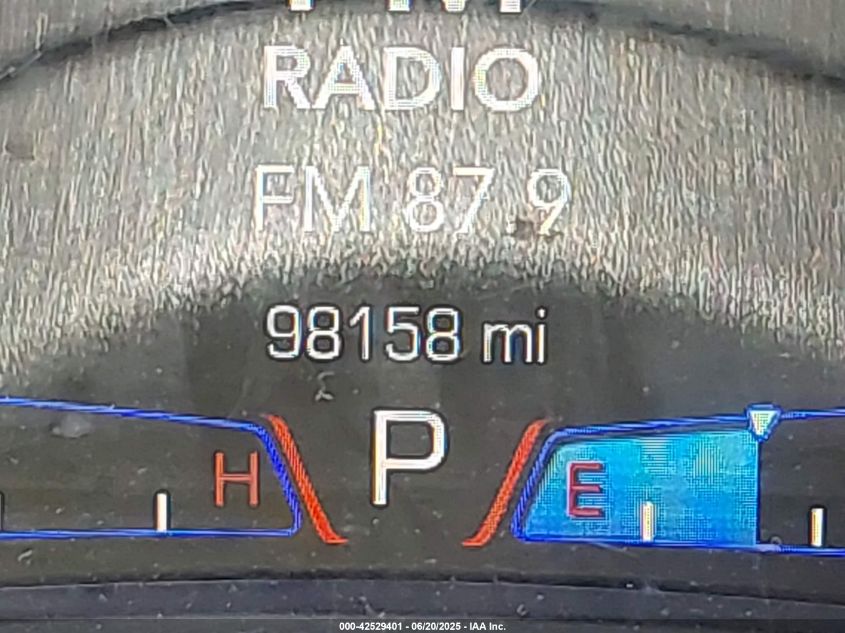 RADIO
FM 87.9
98158 mi
P
H
E
000-42529401 - 06/20/2025 - IAA Inc.